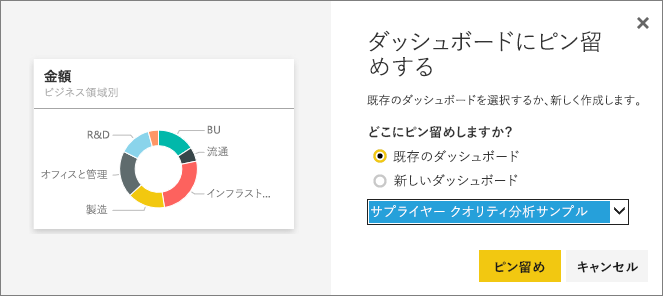 金額
ビジネス領域別
R&D
BU
流通
オフィスと管理
インフラスト...
製造
ダッシュボードにピン留
めする
既存のダッシュボードを選択するか、新しく作成します。
どこにピン留めしますか?
既存のダッシュボード
新しいダッシュボード
サプライヤー クオリティ分析サンプル
ピン留め
キャンセル